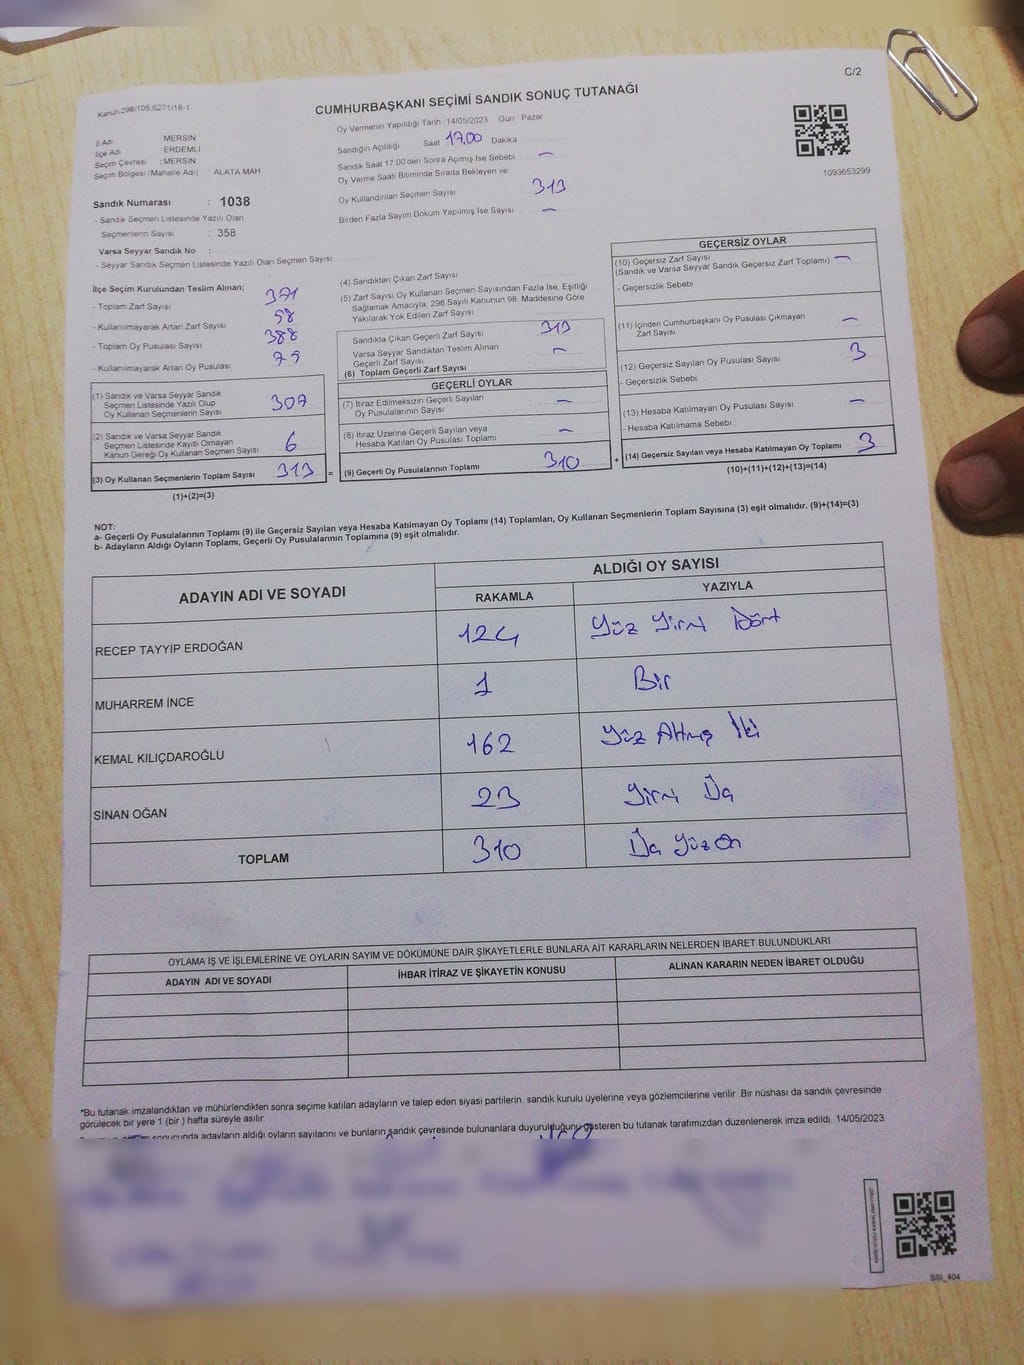 C/2
Kanun:298/105.6271/18-1
CUMHURBAŞKANI SEÇİMİ SANDIK SONUÇ TUTANAĞI
İl Adı : MERSİN
İlçe Adı : ERDEMLİ
Seçim Çevresi : MERSİN
Seçim Bölgesi (Mahalle Adı) : ALATA MAH
Sandık Numarası : 1038
- Sandık Seçmen Listesinde Yazılı Olan
Seçmenlerin Sayısı : 358
Varsa Seyyar Sandık No :
- Seyyar Sandık Seçmen Listesinde Yazılı Olan Seçmen Sayısı :
Oy Vermenin Yapıldığı Tarih : 14/05/2023 Gün : Pazar
Sandığın Açıldığı Saat 17.00 Dakika
Sandık Saat 17:00'den Sonra Açımış İse Sebebi —
Oy Verme Saati Bitiminde Sırada Bekleyen ve
Oy Kullandırılan Seçmen Sayısı 313
Birden Fazla Sayım Döküm Yapılmış İse Sayısı —
1093653299
İlçe Seçim Kurulundan Teslim Alınan;
- Toplam Zarf Sayısı 371
- Kullanılmayarak Artan Zarf Sayısı 58
- Toplam Oy Pusulası Sayısı 388
- Kullanılmayarak Artan Oy Pusulası 75
(1) Sandık ve Varsa Seyyar Sandık
Seçmen Listesinde Yazılı Olup
Oy Kullanan Seçmenlerin Sayısı 307
(2) Sandık ve Varsa Seyyar Sandık
Seçmen Listesinde Kayıtlı Olmayan
Kanun Gereği Oy Kullanan Seçmen Sayısı 6
(3) Oy Kullanan Seçmenlerin Toplam Sayısı 313 =
(1)+(2)=(3)
(4) Sandıktan Çıkan Zarf Sayısı
(5) Zarf Sayısı Oy Kullanan Seçmen Sayısından Fazla İse, Eşitliği
Sağlamak Amacıyla, 298 Sayılı Kanunun 98. Maddesine Göre
Yakılarak Yok Edilen Zarf Sayısı
Sandıkta Çıkan Geçerli Zarf Sayısı 313
Varsa Seyyar Sandıktan Teslim Alınan
Geçerli Zarf Sayısı —
(6) Toplam Geçerli Zarf Sayısı
GEÇERLİ OYLAR
(7) İtiraz Edilmeksizin Geçerli Sayılan
Oy Pusulalarının Sayısı —
(8) İtiraz Üzerine Geçerli Sayılan veya
Hesaba Katılan Oy Pusulası Toplamı —
(9) Geçerli Oy Pusulalarının Toplamı 310 +
GEÇERSİZ OYLAR
(10) Geçersiz Zarf Sayısı
(Sandık ve Varsa Seyyar Sandık Geçersiz Zarf Toplamı) —
- Geçersizlik Sebebi
(11) İçinden Cumhurbaşkanı Oy Pusulası Çıkmayan
Zarf Sayısı —
(12) Geçersiz Sayılan Oy Pusulası Sayısı 3
- Geçersizlik Sebebi
(13) Hesaba Katılmayan Oy Pusulası Sayısı —
- Hesaba Katılmama Sebebi :
(14) Geçersiz Sayılan veya Hesaba Katılmayan Oy Toplamı 3
(10)+(11)+(12)+(13)=(14)
NOT:
a- Geçerli Oy Pusulalarının Toplamı (9) ile Geçersiz Sayılan veya Hesaba Katılmayan Oy Toplamı (14) Toplamları, Oy Kullanan Seçmenlerin Toplam Sayısına (3) eşit olmalıdır. (9)+(14)=(3)
b- Adayların Aldığı Oyların Toplamı, Geçerli Oy Pusulalarının Toplamına (9) eşit olmalıdır.
ADAYIN ADI VE SOYADI
ALDIĞI OY SAYISI
RAKAMLA YAZIYLA
RECEP TAYYİP ERDOĞAN 124 Yüz Yirmi Dört
MUHARREM İNCE 1 Bir
KEMAL KILIÇDAROĞLU 162 Yüz Altmış İki
SİNAN OĞAN 23 Yirmi Üç
TOPLAM 310 Üç Yüz On
OYLAMA İŞ VE İŞLEMLERİNE VE OYLARIN SAYIM VE DÖKÜMÜNE DAİR ŞİKAYETLERLE BUNLARA AİT KARARLARIN NELERDEN İBARET BULUNDUKLARI
ADAYIN ADI VE SOYADI İHBAR İTİRAZ VE ŞİKAYETİN KONUSU ALINAN KARARIN NEDEN İBARET OLDUĞU
*Bu tutanak imzalandıktan ve mühürlendikten sonra seçime katılan adayların ve talep eden siyasi partilerin, sandık kurulu üyelerine veya gözlemcilerine verilir. Bir nüshası da sandık çevresinde
görülecek bir yere 1 (bir ) hafta süreyle asılır.
sonucunda adayların aldığı oyların sayılarını ve bunların sandık çevresinde bulunanlara duyurulduğunu gösteren bu tutanak tarafımızdan düzenlenerek imza edildi. 14/05/2023
SSI_404